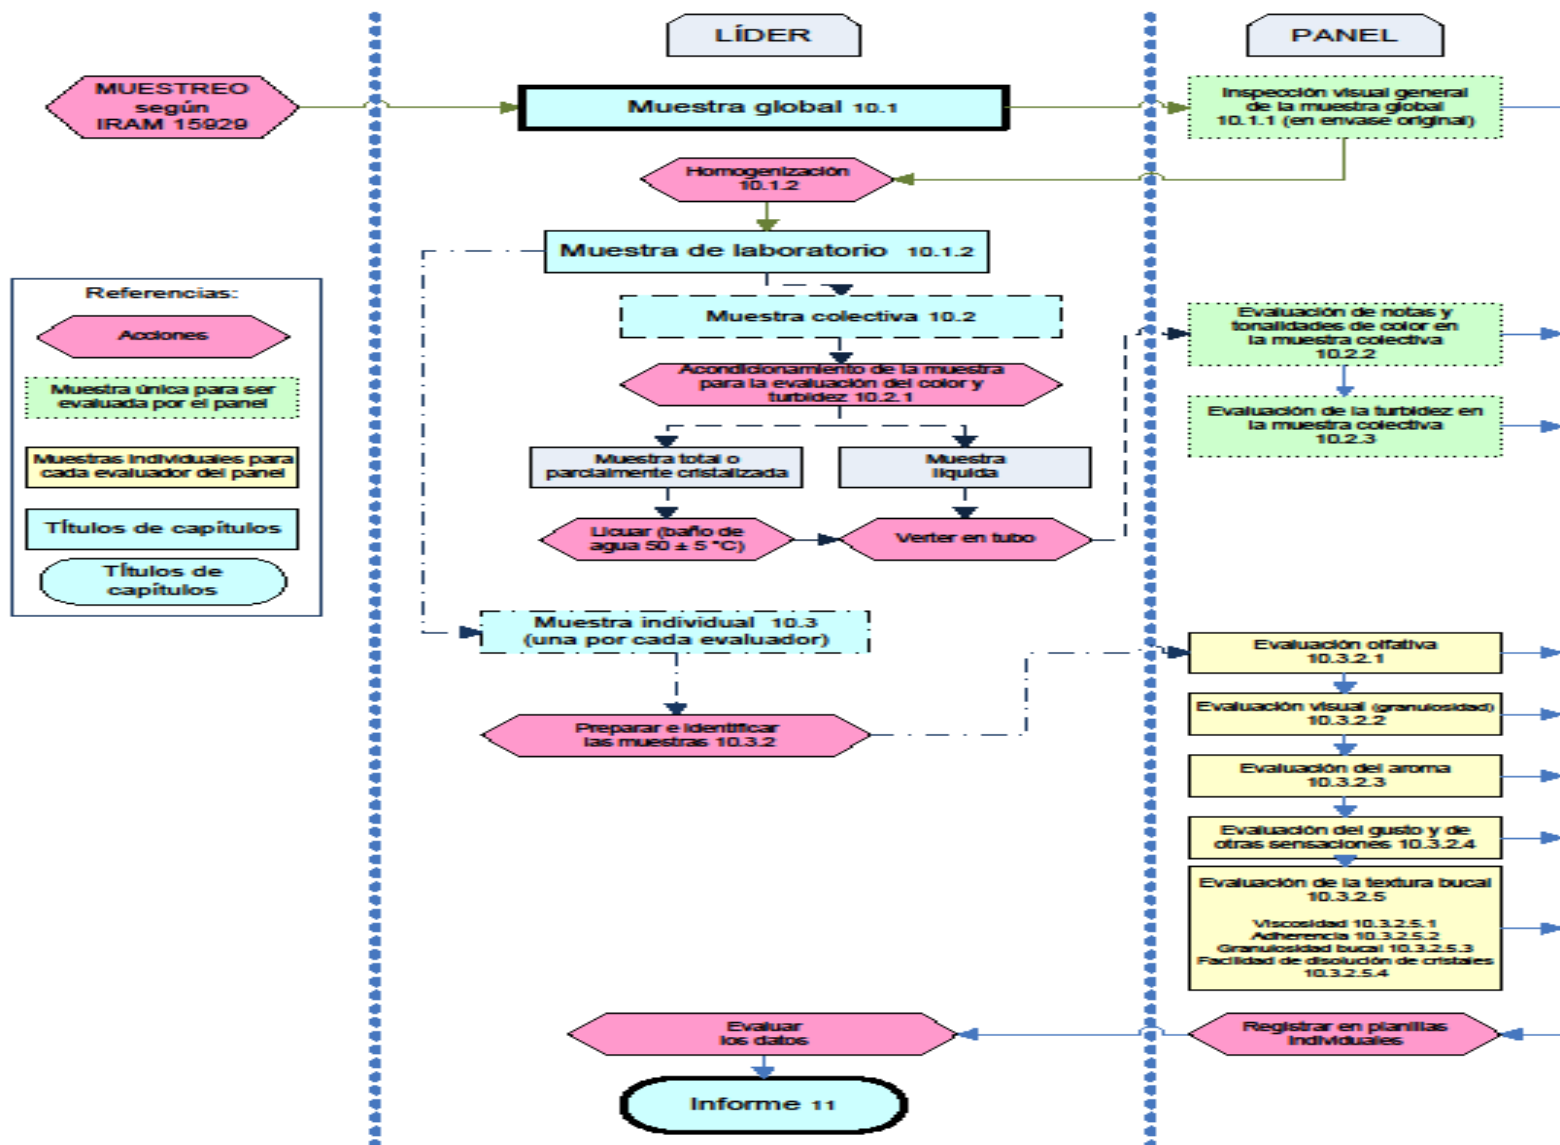 LÍDER
PANEL
MUESTREO
según
IRAM 15929
Muestra global 10.1
Inspección visual general
de la muestra global
10.1.1 (en envase original)
Homogenización
10.1.2
Muestra de laboratorio 10.1.2
Referencias:
Acciones
Muestra única para ser
evaluada por el panel
Muestras individuales para
cada evaluador del panel
Títulos de capítulos
Títulos de
capítulos
Muestra colectiva 10.2
Acondicionamiento de la muestra
para la evaluación del color y
turbidez 10.2.1
Muestra total o
parcialmente cristalizada
Muestra
líquida
Licuar (baño de
agua 50 ± 5 °C)
Verter en tubo
Evaluación de notas y
tonalidades de color en
la muestra colectiva
10.2.2
Evaluación de la turbidez en
la muestra colectiva
10.2.3
Muestra individual 10.3
(una por cada evaluador)
Preparar e identificar
las muestras 10.3.2
Evaluación olfativa
10.3.2.1
Evaluación visual (granulosidad)
10.3.2.2
Evaluación del aroma
10.3.2.3
Evaluación del gusto y de
otras sensaciones 10.3.2.4
Evaluación de la textura bucal
10.3.2.5
Viscosidad 10.3.2.5.1
Adherencia 10.3.2.5.2
Granulosidad bucal 10.3.2.5.3
Facilidad de disolución de cristales
10.3.2.5.4
Evaluar
los datos
Registrar en planillas
individuales
Informe 11